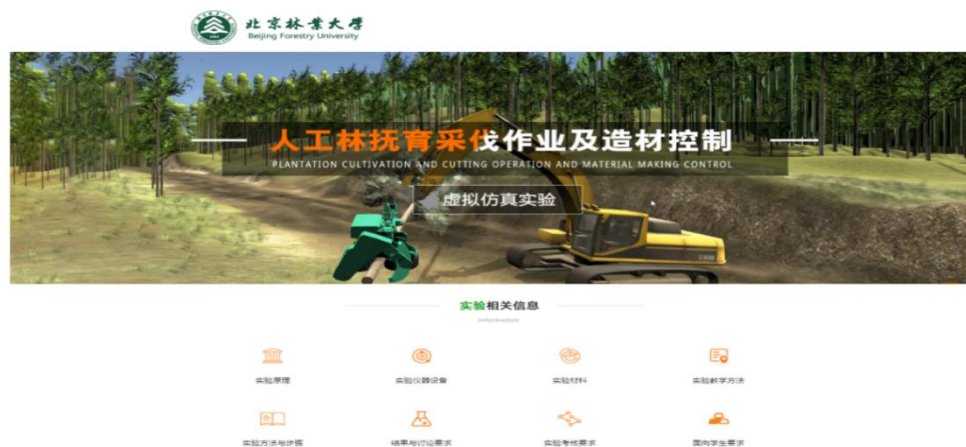 北京林业大学
Beijing Forestry University
人工林抚育采伐作业及造材控制
PLANTATION CULTIVATION AND CUTTING OPERATION AND MATERIAL MAKING CONTROL
虚拟仿真实验
实验相关信息
Information
实验原理
实验仪器设备
实验材料
实验教学方法
实验方法与步骤
结果与讨论要求
实验考核要求
面向学生要求